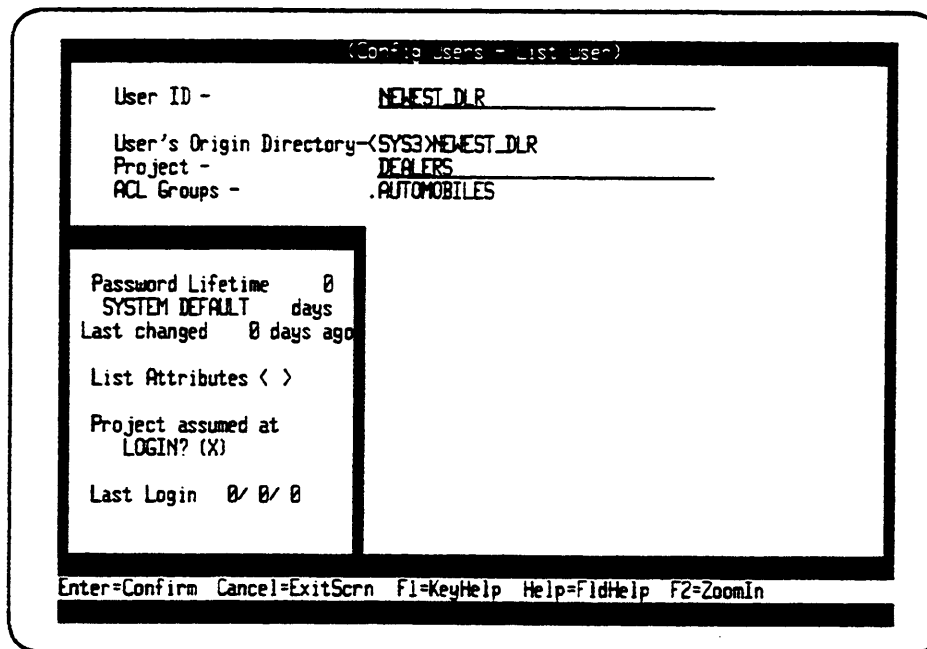 (Config Users - List User)
User ID - NEWEST_DLR
User's Origin Directory-<SYS3>NEWEST_DLR
Project - DEALERS
ACL Groups - .AUTOMOBILES
Password Lifetime 0
SYSTEM DEFAULT days
Last changed 0 days ago
List Attributes < >
Project assumed at
LOGIN? (X)
Last Login 0/ 0/ 0
Enter=Confirm Cancel=ExitScrn F1=KeyHelp Help=FldHelp F2=ZoomIn